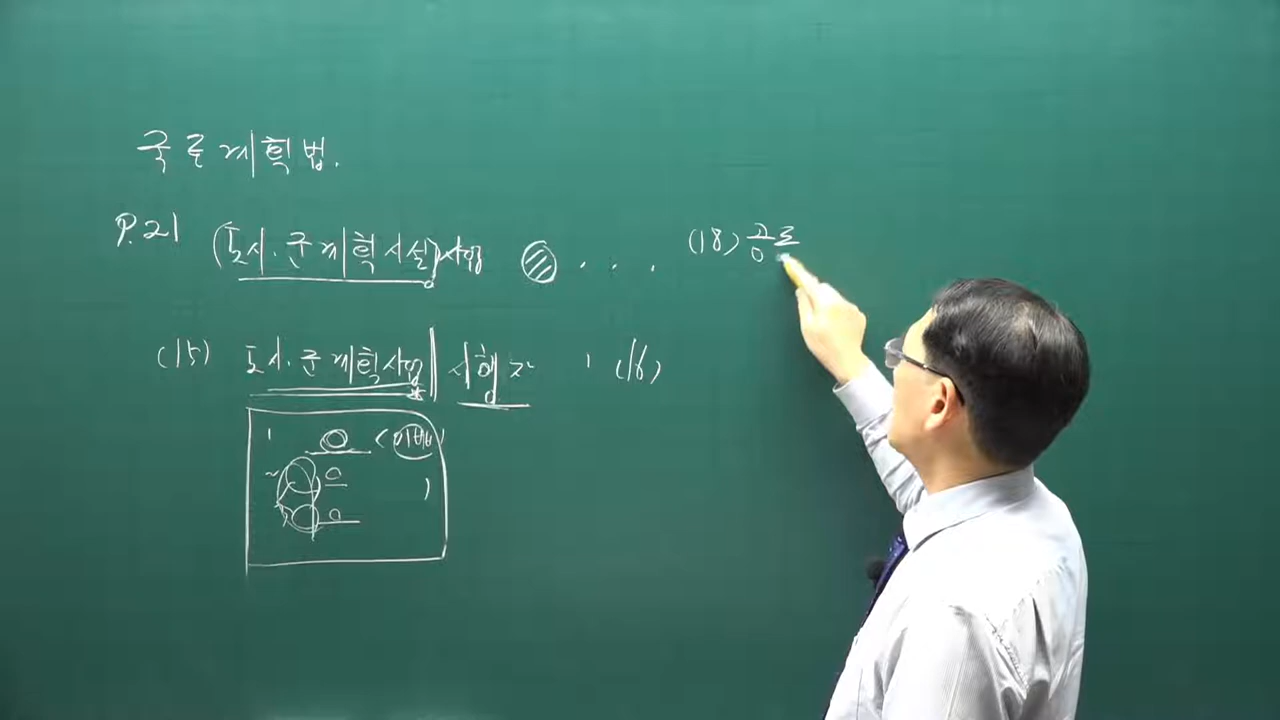 국토계획법.
P.21 (도시.군계획시설)사업 . . . (18) 공
(15) 도시.군계획사업 시행자 (16)